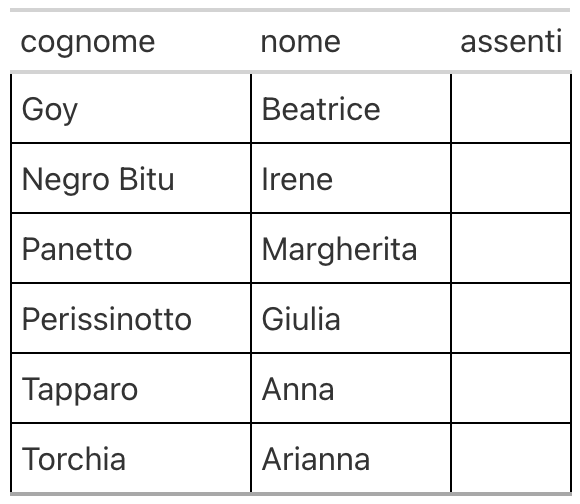 cognome nome assenti
Goy Beatrice
Negro Bitu Irene
Panetto Margherita
Perissinotto Giulia
Tapparo Anna
Torchia Arianna